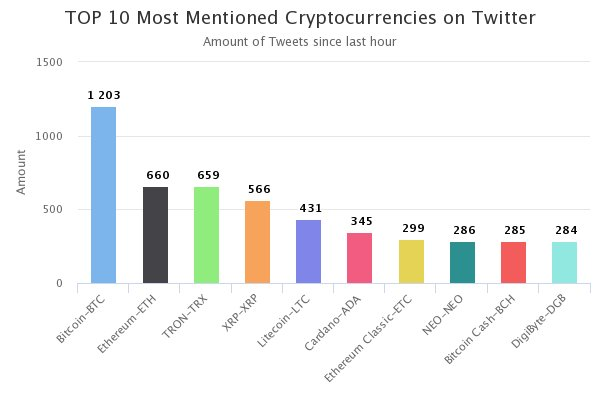 TOP 10 Most Mentioned Cryptocurrencies on Twitter
Amount of Tweets since last hour
Amount
1500
1000
500
0
1 203
660
659
566
431
345
299
286
285
284
Bitcoin-BTC
Ethereum-ETH
TRON-TRX
XRP-XRP
Litecoin-LTC
Cardano-ADA
Ethereum Classic-ETC
NEO-NEO
Bitcoin Cash-BCH
DigiByte-DGB